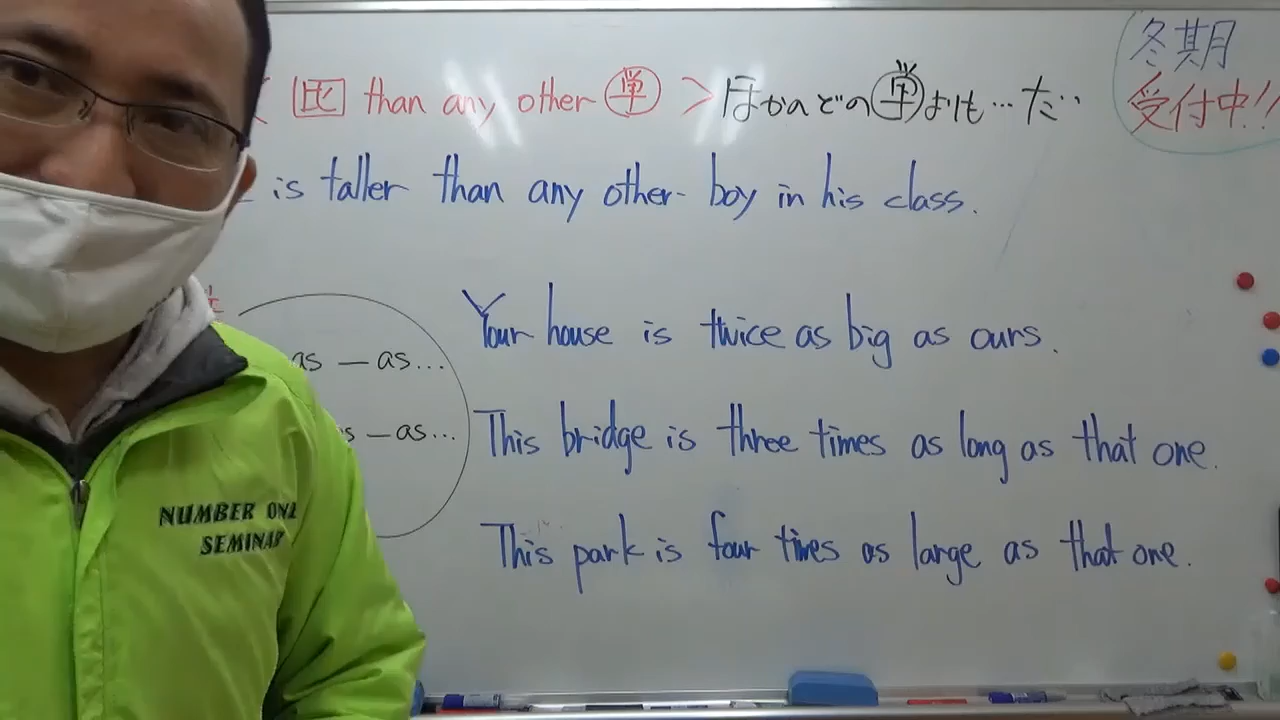 比 than any other 単 > ほかのどの単よりも…だ
冬期
受付中!!
is taller than any other boy in his class.
as — as...
Your house is twice as big as ours.
s — as...
This bridge is three times as long as that one.
This park is four times as large as that one.
NUMBER ONE
SEMINAR